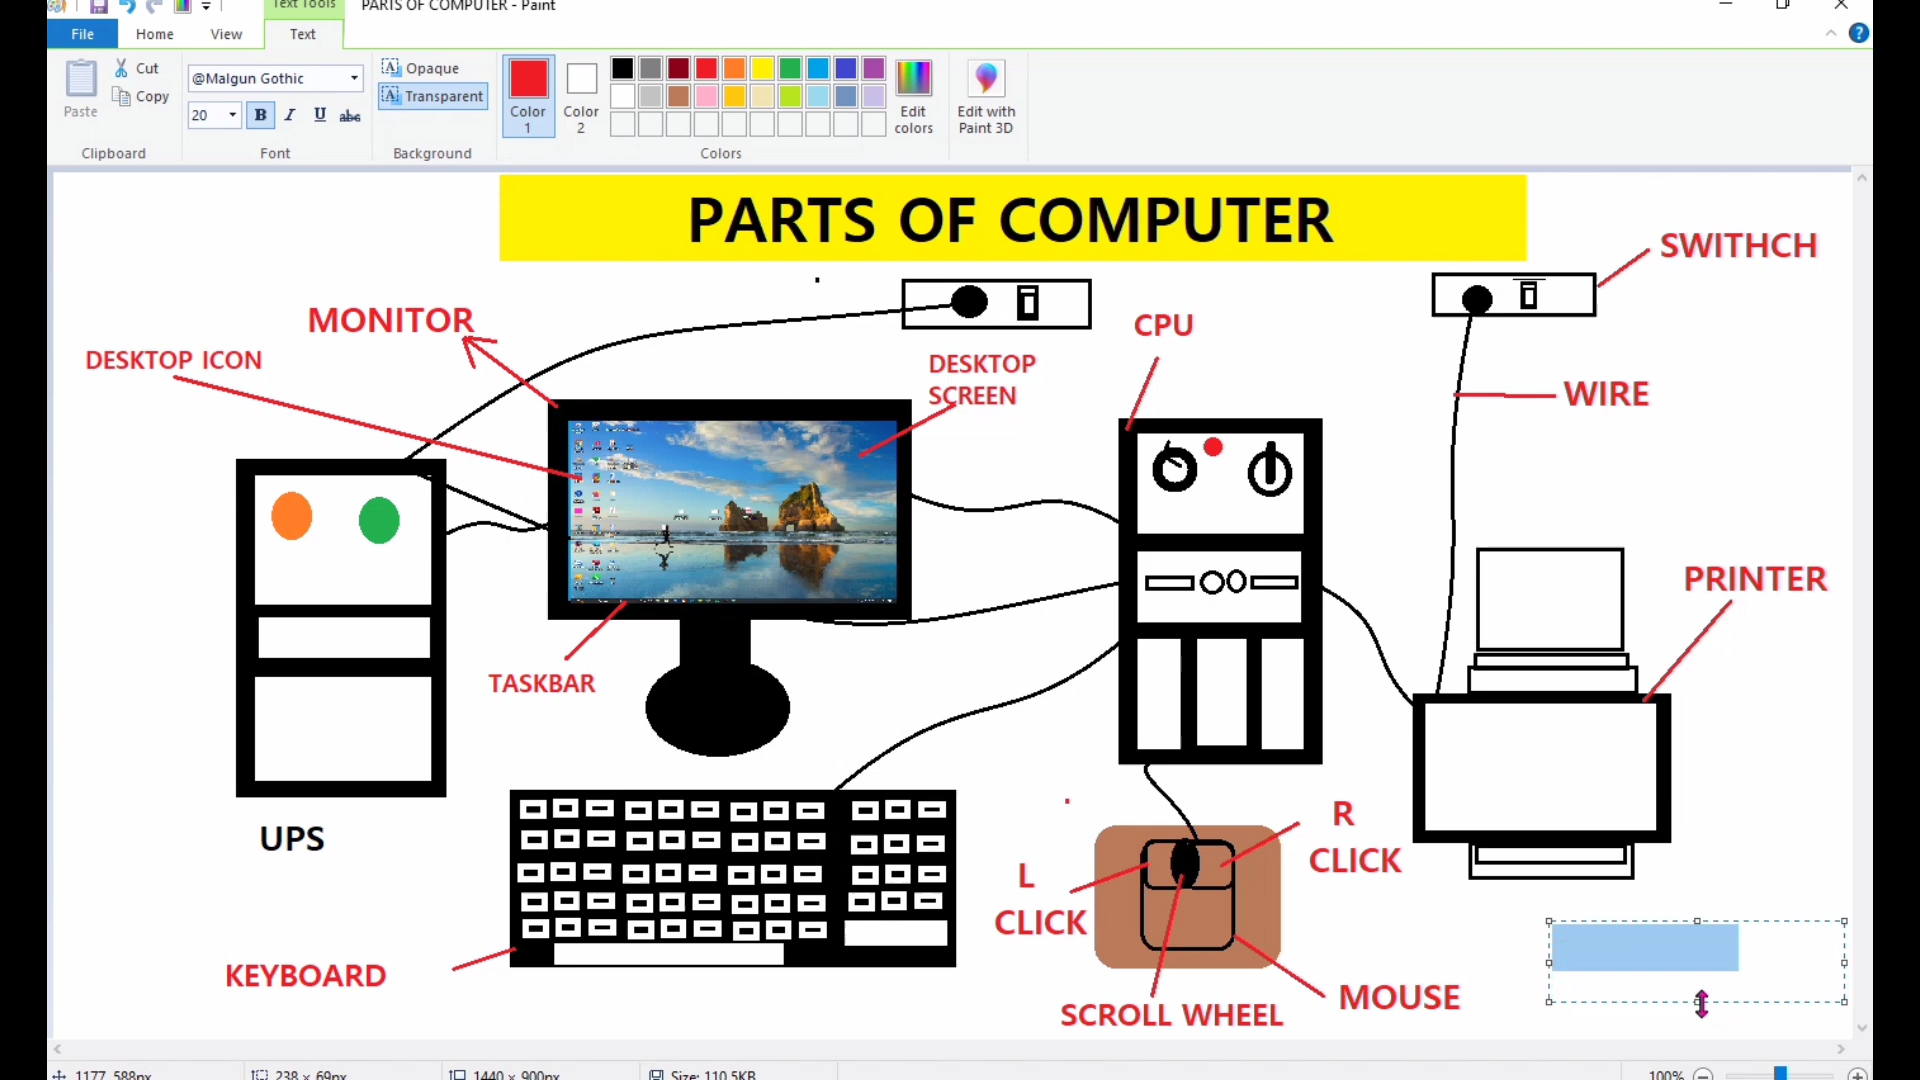 Text Tools
PARTS OF COMPUTER - Paint
File
Home
View
Text
Paste
Cut
Copy
Clipboard
@Malgun Gothic
20
B
I
U
abc
Font
Opaque
Transparent
Background
Color
1
Color
2
Edit
colors
Colors
Edit with
Paint 3D
PARTS OF COMPUTER
SWITHCH
MONITOR
CPU
DESKTOP ICON
DESKTOP
SCREEN
WIRE
PRINTER
TASKBAR
UPS
R
CLICK
L
CLICK
KEYBOARD
MOUSE
SCROLL WHEEL
1177, 588px
238 × 69px
1440 × 900px
Size: 110.5KB
100%